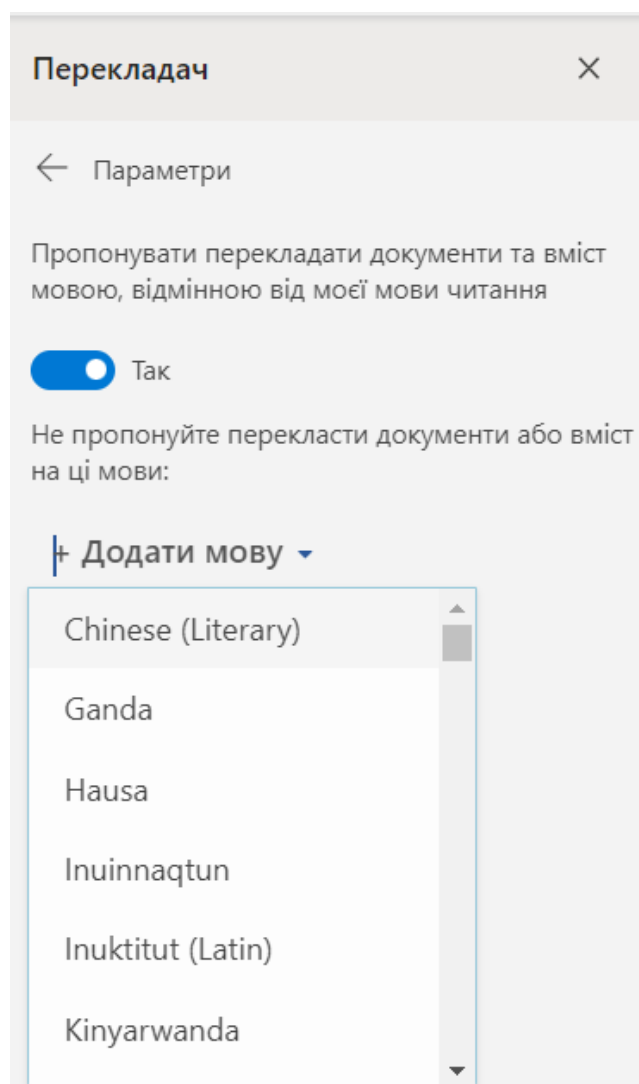 Перекладач
Параметри
Пропонувати перекладати документи та вміст
мовою, відмінною від моєї мови читання
Так
Не пропонуйте перекласти документи або вміст
на ці мови:
+ Додати мову
Chinese (Literary)
Ganda
Hausa
Inuinnaqtun
Inuktitut (Latin)
Kinyarwanda